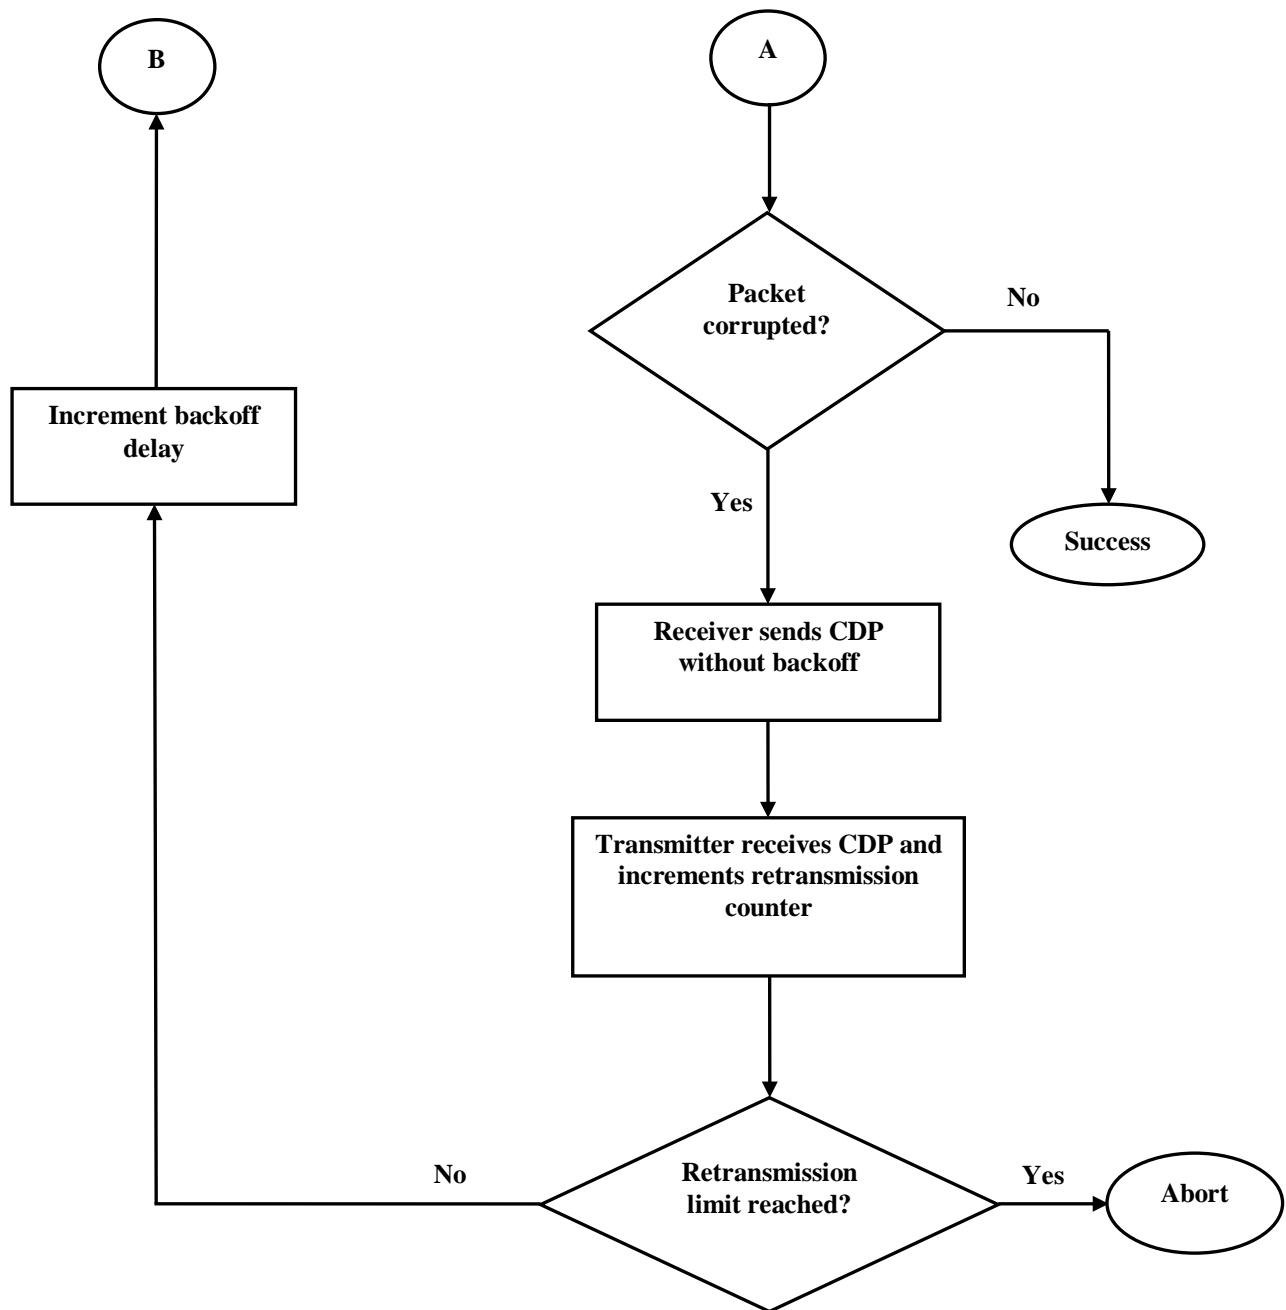 B
A
Packet
corrupted?
No
Increment backoff
delay
Yes
Success
Receiver sends CDP
without backoff
Transmitter receives CDP and
increments retransmission
counter
No
Retransmission
limit reached?
Yes
Abort